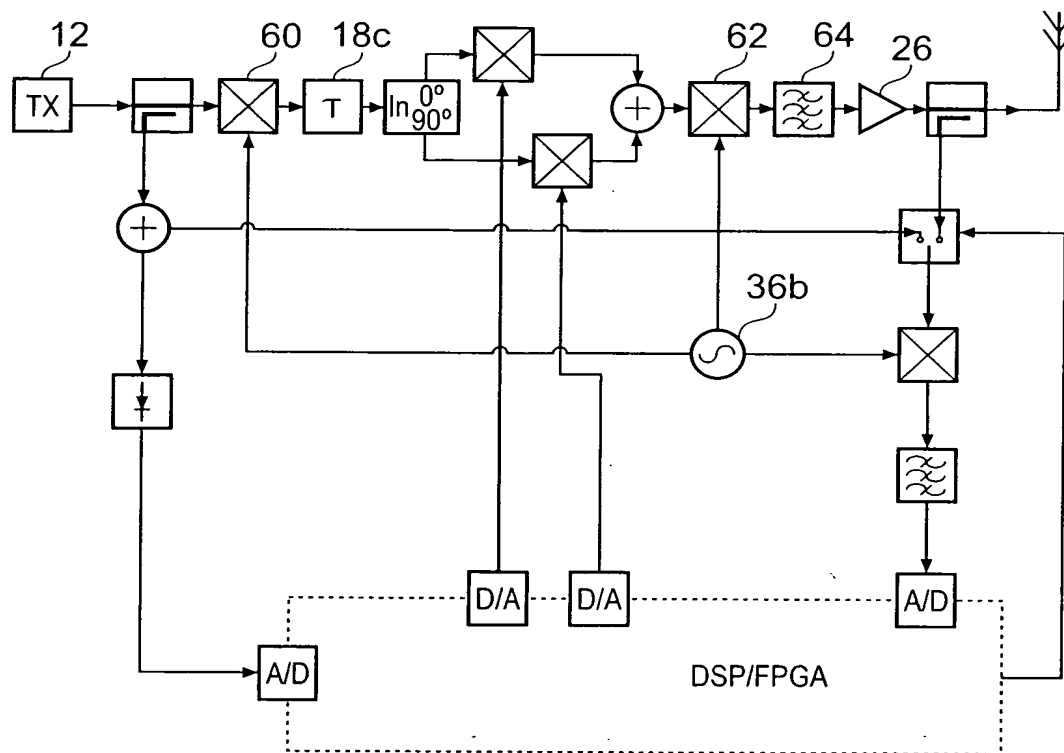 12
60
18c
62
64
26
TX
τ
In 0°
90°
36b
D/A
D/A
A/D
A/D
DSP/FPGA